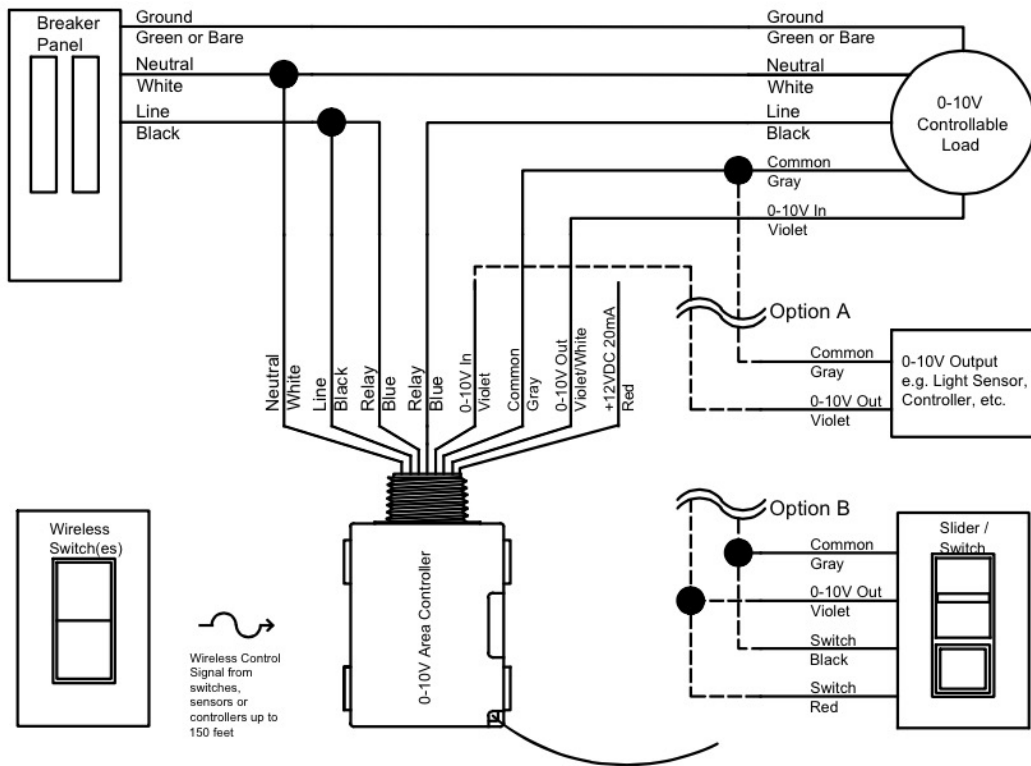 Breaker
Panel
Ground
Green or Bare
Neutral
White
Line
Black
Ground
Green or Bare
Neutral
White
Line
Black
Common
Gray
0-10V In
Violet
0-10V
Controllable
Load
Neutral
White
Line
Black
Relay
Blue
Relay
Blue
0-10V In
Violet
Common
Gray
0-10V Out
Violet/White
+12VDC 20mA
Red
Option A
Common
Gray
0-10V Out
Violet
0-10V Output
e.g. Light Sensor,
Controller, etc.
Wireless
Switch(es)
Wireless Control
Signal from
switches,
sensors or
controllers up to
150 feet
0-10V Area Controller
Option B
Common
Gray
0-10V Out
Violet
Switch
Black
Switch
Red
Slider /
Switch